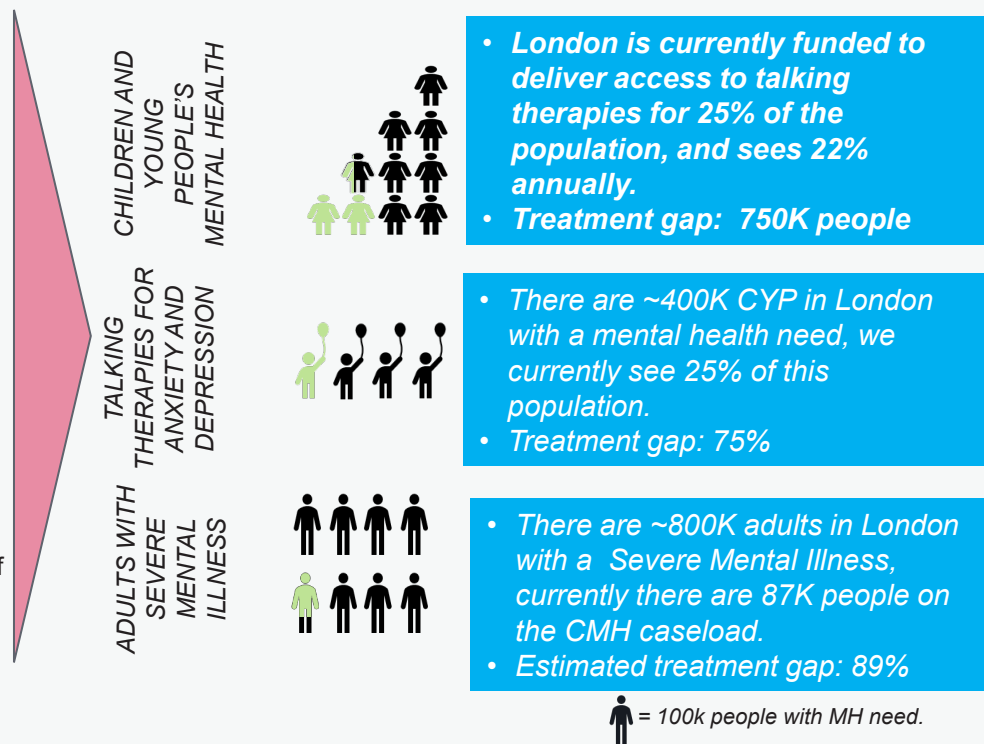 CHILDREN AND
YOUNG
PEOPLE'S
MENTAL HEALTH
• London is currently funded to
deliver access to talking
therapies for 25% of the
population, and sees 22%
annually.
• Treatment gap: 750K people
TALKING
THERAPIES FOR
ANXIETY AND
DEPRESSION
• There are ~400K CYP in London
with a mental health need, we
currently see 25% of this
population.
• Treatment gap: 75%
f
ADULTS WITH
SEVERE
MENTAL
ILLNESS
• There are ~800K adults in London
with a Severe Mental Illness,
currently there are 87K people on
the CMH caseload.
• Estimated treatment gap: 89%
= 100k people with MH need.